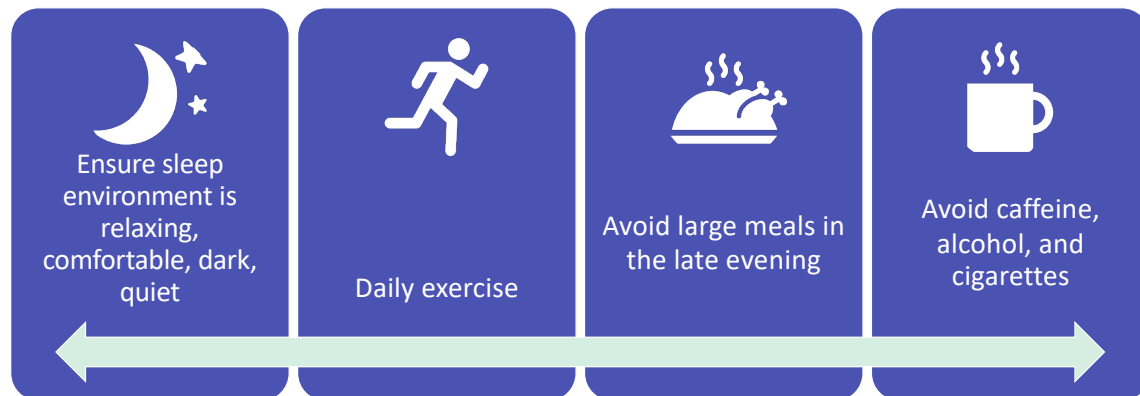 Ensure sleep
environment is
relaxing,
comfortable, dark,
quiet
Daily exercise
Avoid large meals in
the late evening
Avoid caffeine,
alcohol, and
cigarettes